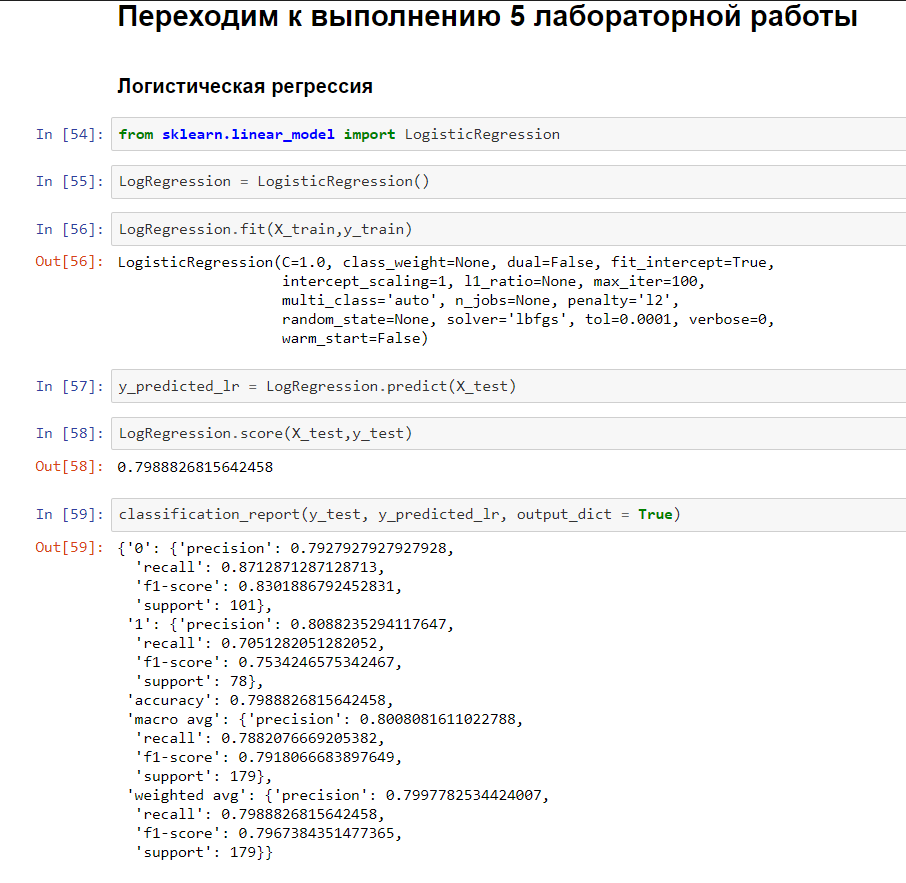 Переходим к выполнению 5 лабораторной работы
Логистическая регрессия
In [54]: from sklearn.linear_model import LogisticRegression
In [55]: LogRegression = LogisticRegression()
In [56]: LogRegression.fit(X_train,y_train)
Out[56]: LogisticRegression(C=1.0, class_weight=None, dual=False, fit_intercept=True,
intercept_scaling=1, l1_ratio=None, max_iter=100,
multi_class='auto', n_jobs=None, penalty='l2',
random_state=None, solver='lbfgs', tol=0.0001, verbose=0,
warm_start=False)
In [57]: y_predicted_lr = LogRegression.predict(X_test)
In [58]: LogRegression.score(X_test,y_test)
Out[58]: 0.7988826815642458
In [59]: classification_report(y_test, y_predicted_lr, output_dict = True)
Out[59]: {'0': {'precision': 0.7927927927927928,
'recall': 0.8712871287128713,
'f1-score': 0.8301886792452831,
'support': 101},
'1': {'precision': 0.8088235294117647,
'recall': 0.7051282051282052,
'f1-score': 0.7534246575342467,
'support': 78},
'accuracy': 0.7988826815642458,
'macro avg': {'precision': 0.8008081611022788,
'recall': 0.7882076669205382,
'f1-score': 0.7918066683897649,
'support': 179},
'weighted avg': {'precision': 0.7997782534424007,
'recall': 0.7988826815642458,
'f1-score': 0.7967384351477365,
'support': 179}}